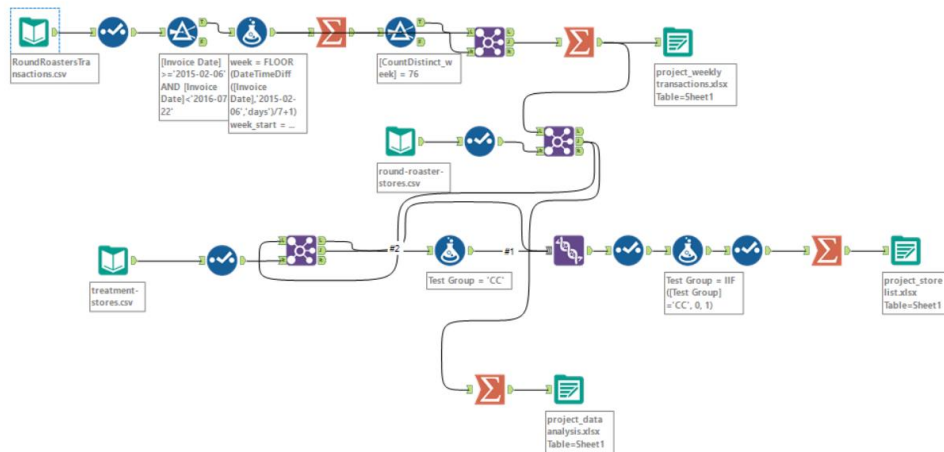 RoundRoastersTra
nsactions.csv
[Invoice Date]
>='2015-02-06'
AND [Invoice
Date]<'2016-07
22'
week = FLOOR
(DateTimeDiff
([Invoice
Date],'2015-02-
06','days')/7+1)
week_start = ...
[CountDistinct_w
eek] = 76
project_weekly
transactions.xlsx
Table=Sheet1
round-roaster-
stores.csv
#2
#1
treatment-
stores.csv
Test Group = 'CC'
Test Group = IIF
([Test Group]
='CC', 0, 1)
project_store
list.xlsx
Table=Sheet1
project_data
analysis.xlsx
Table=Sheet1